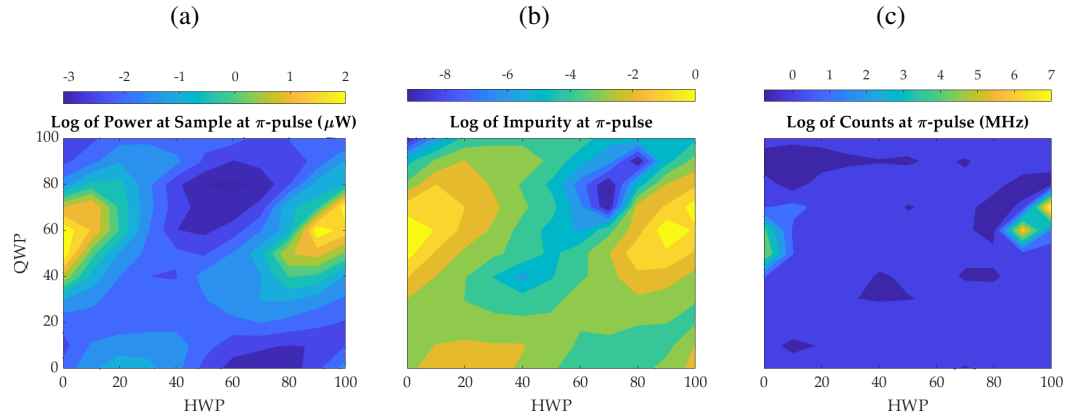 (a) (b) (c)
-3 -2 -1 0 1 2
-8 -6 -4 -2 0
0 1 2 3 4 5 6 7
Log of Power at Sample at π-pulse (μW)
Log of Impurity at π-pulse
Log of Counts at π-pulse (MHz)
100
80
60
40
20
0
QWP
0 20 40 60 80 100
0 20 40 60 80 100
0 20 40 60 80 100
HWP HWP HWP